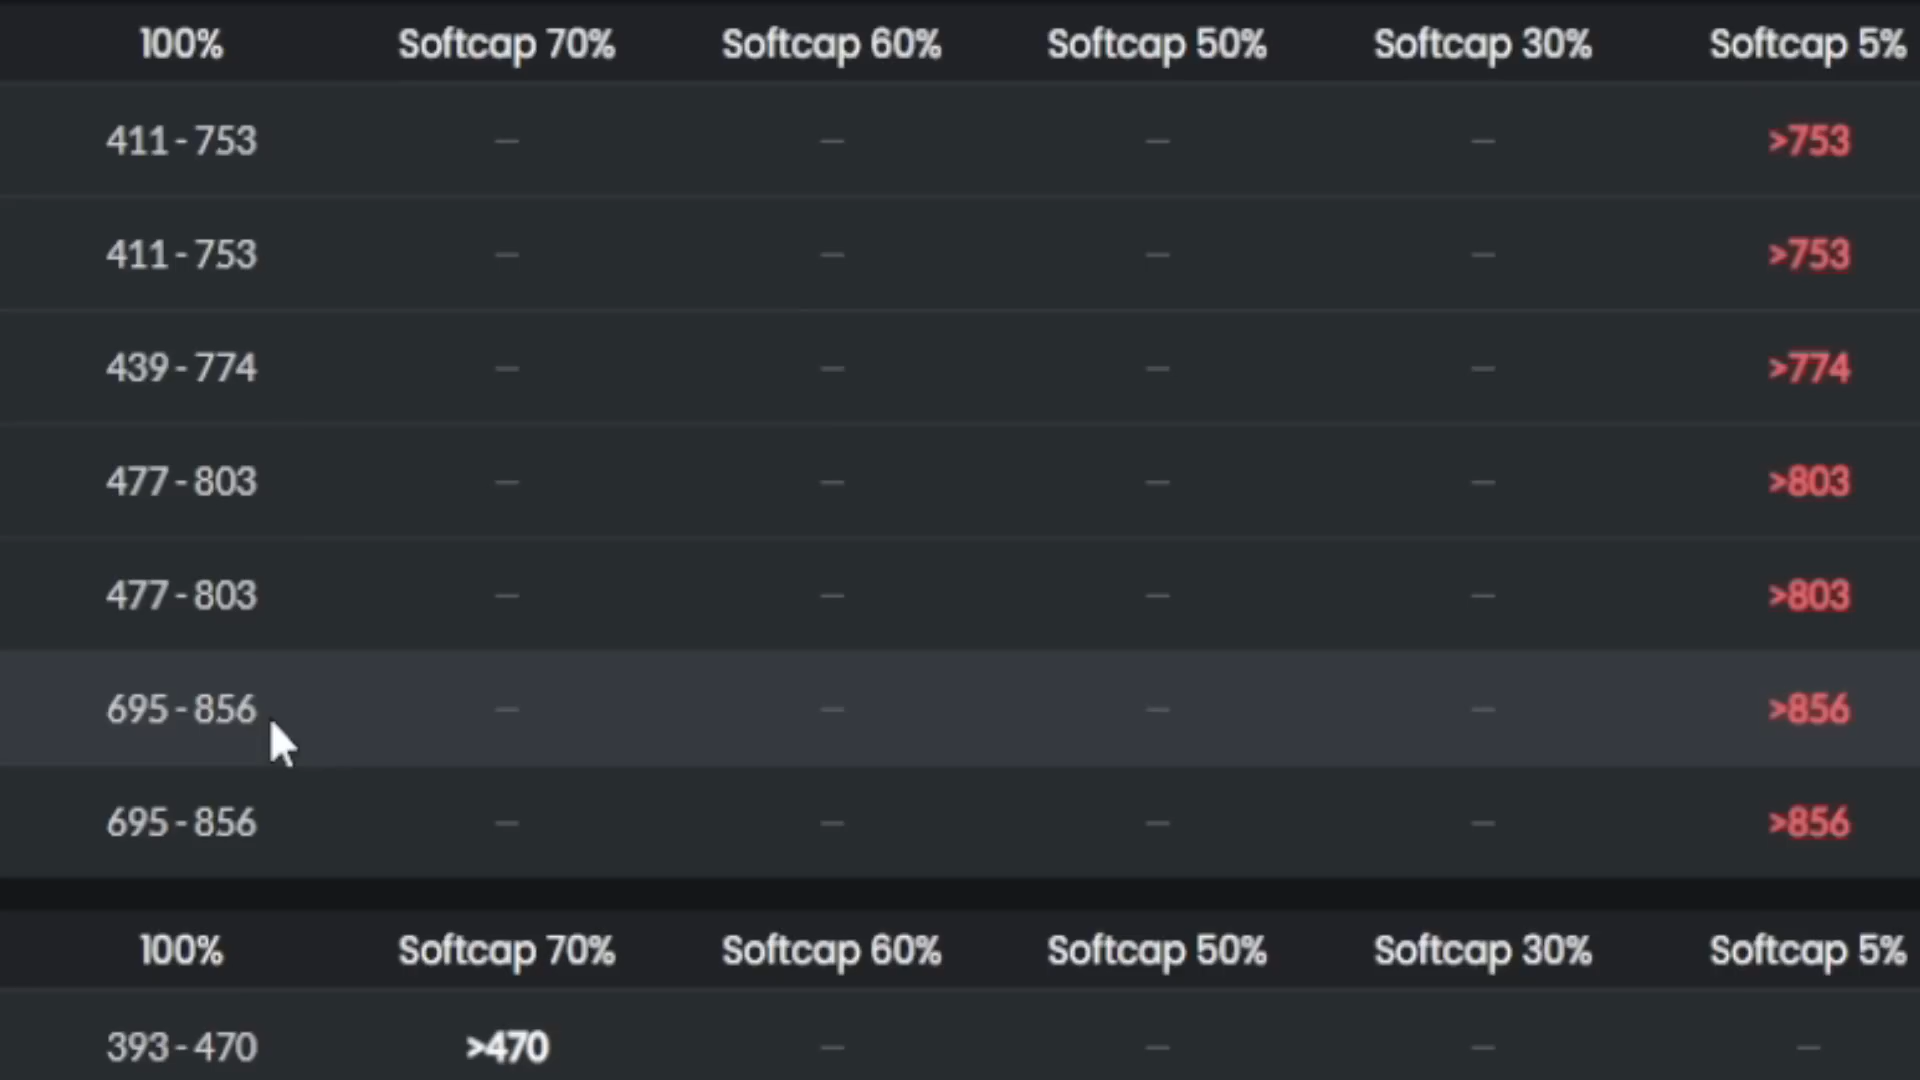 100% Softcap 70% Softcap 60% Softcap 50% Softcap 30% Softcap 5%
411 - 753 — — — — >753
411 - 753 — — — — >753
439 - 774 — — — — >774
477 - 803 — — — — >803
477 - 803 — — — — >803
695 - 856 — — — — >856
695 - 856 — — — — >856
100% Softcap 70% Softcap 60% Softcap 50% Softcap 30% Softcap 5%
393 - 470 >470 — — — —